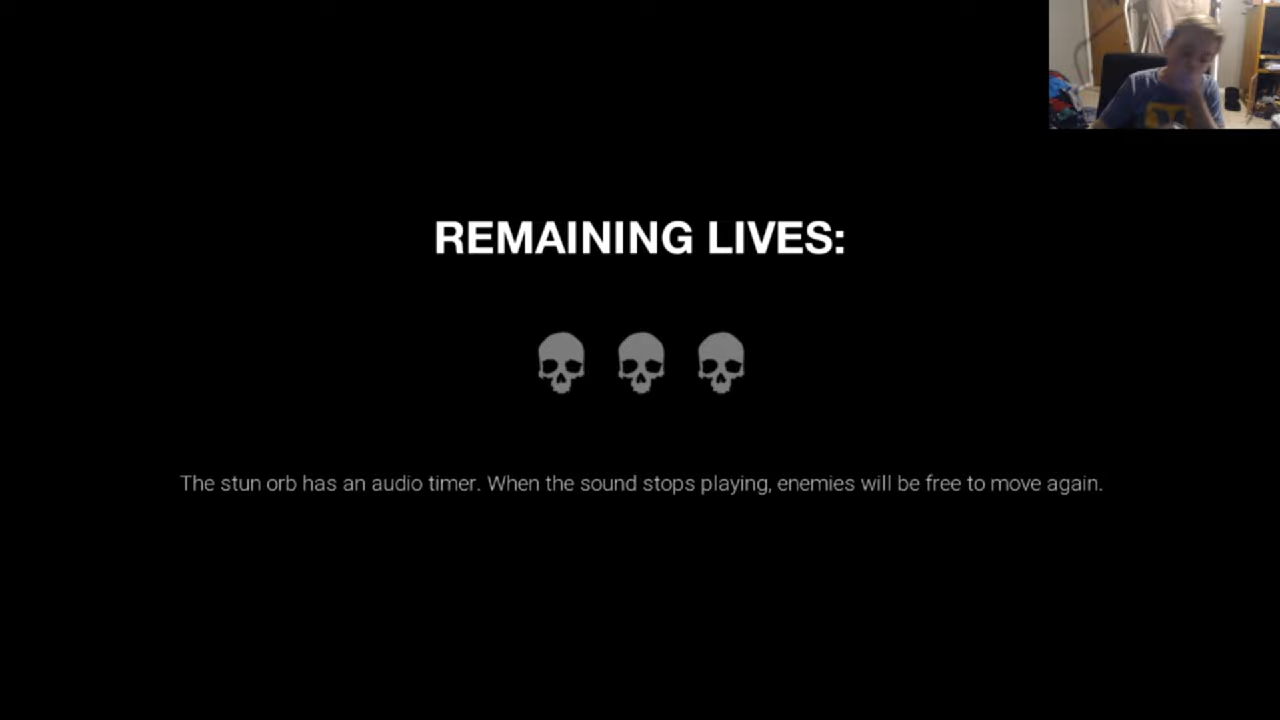 REMAINING LIVES:
The stun orb has an audio timer. When the sound stops playing, enemies will be free to move again.